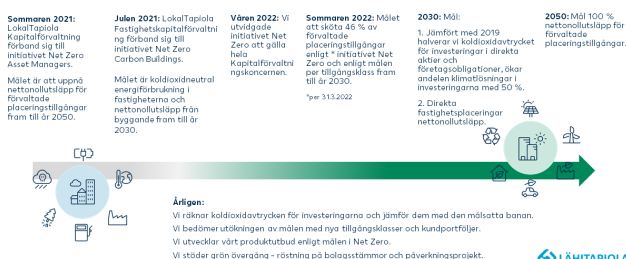 Sommaren 2021:
LokalTapiola
Kapitalförvaltning
förband sig till
initiativet Net Zero
Asset Managers.
Målet är att uppnå
nettonollutsläpp för
förvaltade
placeringstillgångar
fram till år 2050.
Julen 2021: LokalTapiola
Fastighetskapitalförvaltni
ng förband sig till
initiativet Net Zero
Carbon Buildings.
Målet är koldioxidneutral
energiförbrukning i
fastigheterna och
nettonollutsläpp från
byggande fram till år
2030.
Våren 2022: Vi
utvidgade
initiativet Net
Zero att gälla
hela
Kapitalförvaltni
ngskoncernen.
Sommaren 2022: Målet
att sköta 46 % av
förvaltade
placeringstillgångar
enligt * initiativet Net
Zero och enligt målen
per tillgångsklass fram
till år 2030.
*per 31.3.2022
2030: Mål:
1. Jämfört med 2019
halverar vi koldioxidavtrycket
för investeringar i direkta
aktier och
företagsobligationer, ökar
andelen klimatlösningar i
investeringarna med 50 %.
2. Direkta
fastighetsplaceringar
nettonollutsläpp.
2050: Mål 100 %
nettonollutsläpp för
förvaltade
placeringstillgångar.
Årligen:
Vi räknar koldioxidavtrycken för investeringarna och jämför dem med den målsatta banan.
Vi bedömer utökningen av målen med nya tillgångsklasser och kundportföljer.
Vi utvecklar vårt produktutbud enligt målen i Net Zero.
Vi stöder grön övergång - röstning på bolagsstämmor och påverkningsprojekt.
LÄHITAPIOLA